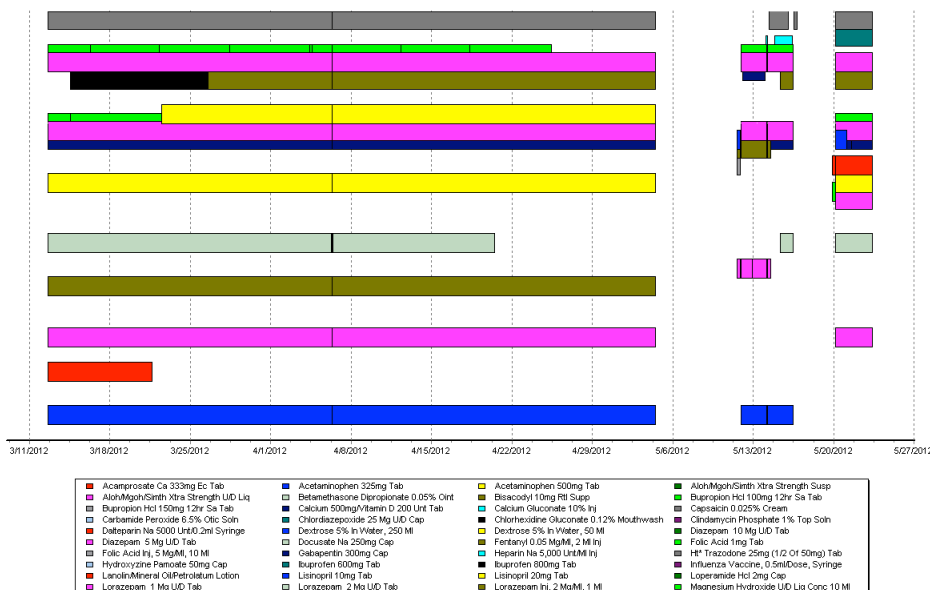 3/11/2012 3/18/2012 3/25/2012 4/1/2012 4/8/2012 4/15/2012 4/22/2012 4/29/2012 5/6/2012 5/13/2012 5/20/2012 5/27/2012
Acamprosate Ca 333mg Ec Tab Acetaminophen 325mg Tab Acetaminophen 500mg Tab Aloh/Mgoh/Simth Xtra Strength Susp
Aloh/Mgoh/Simth Xtra Strength U/D Liq Betamethasone Dipropionate 0.05% Oint Bisacodyl 10mg Rtl Supp Bupropion Hcl 100mg 12hr Sa Tab
Bupropion Hcl 150mg 12hr Sa Tab Calcium 500mg/Vitamin D 200 Unt Tab Calcium Gluconate 10% Inj Capsaicin 0.025% Cream
Carbamide Peroxide 6.5% Otic Soln Chlordiazepoxide 25 Mg U/D Cap Chlorhexidine Gluconate 0.12% Mouthwash Clindamycin Phosphate 1% Top Soln
Dalteparin Na 5000 Unt/0.2ml Syringe Dextrose 5% In Water, 250 Ml Dextrose 5% In Water, 50 Ml Diazepam 10 Mg U/D Tab
Diazepam 5 Mg U/D Tab Docusate Na 250mg Cap Fentanyl 0.05 Mg/Ml, 2 Ml Inj Folic Acid 1mg Tab
Folic Acid Inj, 5 Mg/Ml, 10 Ml Gabapentin 300mg Cap Heparin Na 5,000 Unt/Ml Inj Ht* Trazodone 25mg (1/2 Of 50mg) Tab
Hydroxyzine Pamoate 50mg Cap Ibuprofen 600mg Tab Ibuprofen 800mg Tab Influenza Vaccine, 0.5ml/Dose, Syringe
Lanolin/Mineral Oil/Petrolatum Lotion Lisinopril 10mg Tab Lisinopril 20mg Tab Loperamide Hcl 2mg Cap
Lorazepam 1 Mg U/D Tab Lorazepam 2 Mg U/D Tab Lorazepam Inj, 2 Mg/Ml, 1 Ml Magnesium Hydroxide U/D Liq Conc 10 Ml